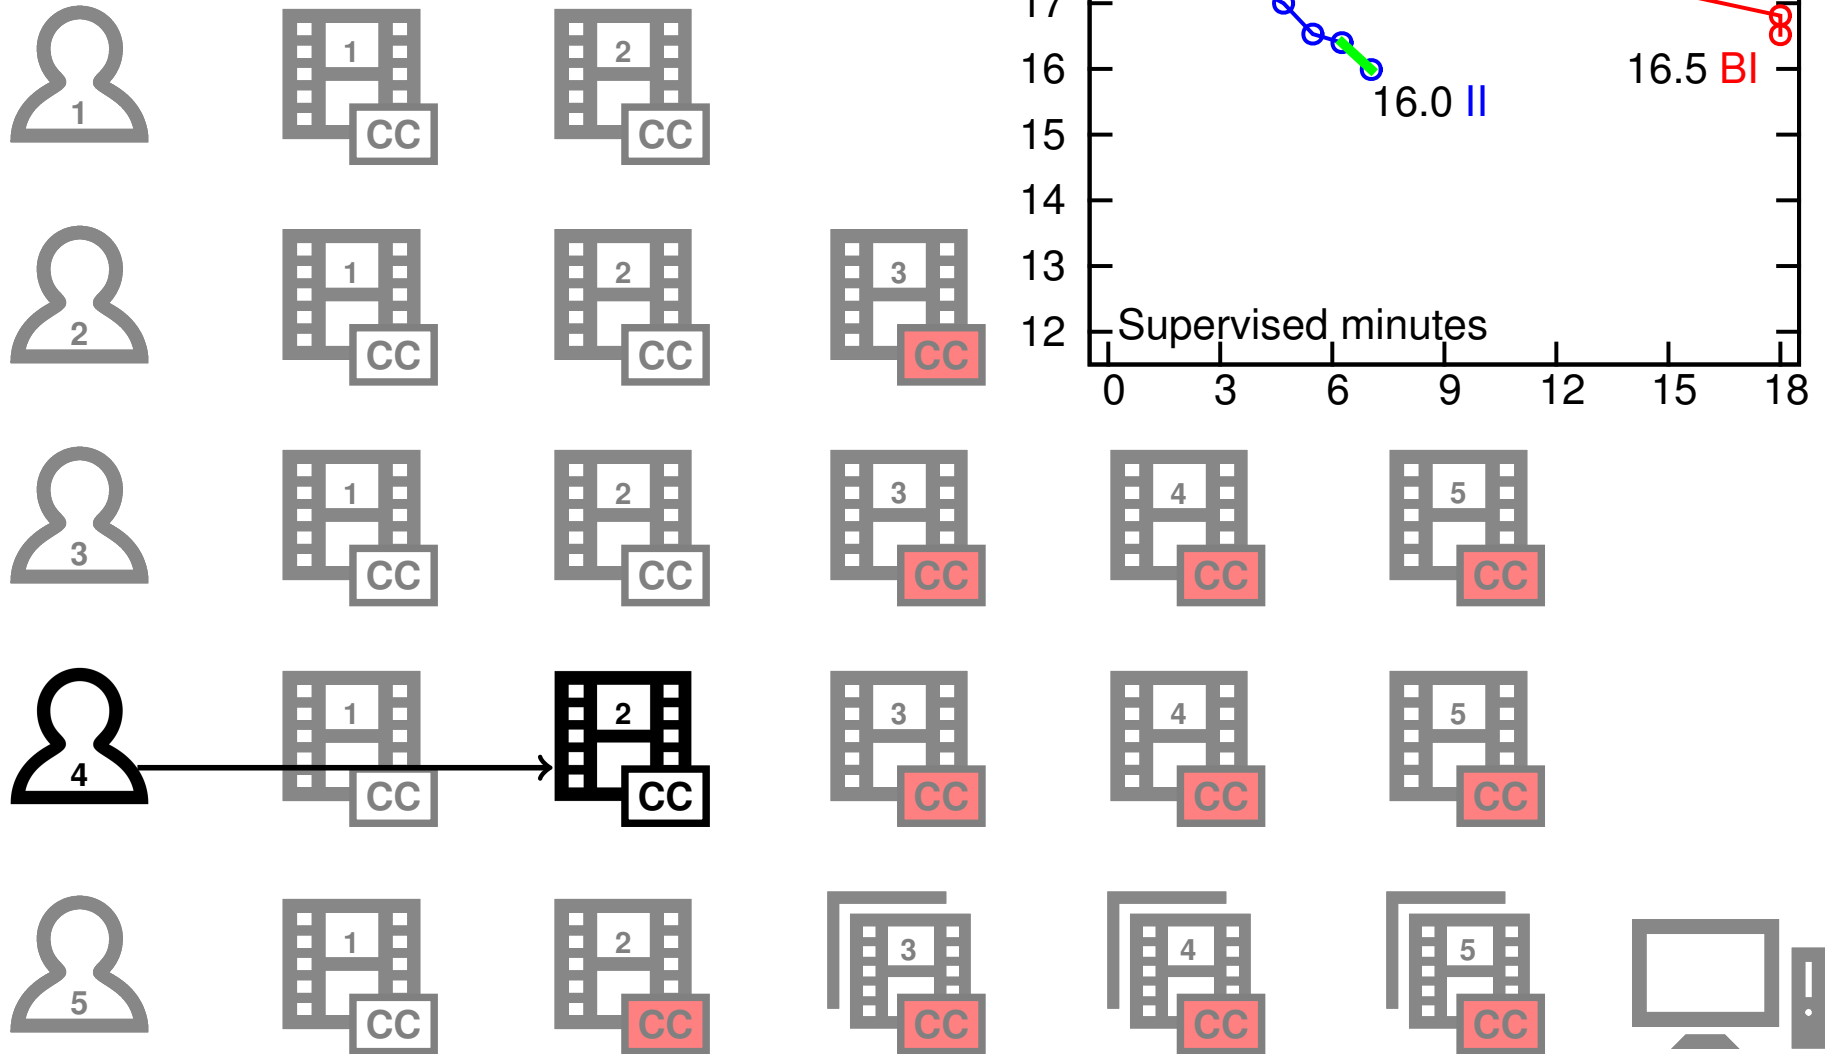 1 1 CC 2 CC
2 1 CC 2 CC 3 CC
3 1 CC 2 CC 3 CC 4 CC 5 CC
4 1 CC 2 CC 3 CC 4 CC 5 CC
5 1 CC 2 CC 3 CC 4 CC 5 CC
17
16
15
14
13
12
16.5 BI
16.0 II
Supervised minutes
0 3 6 9 12 15 18